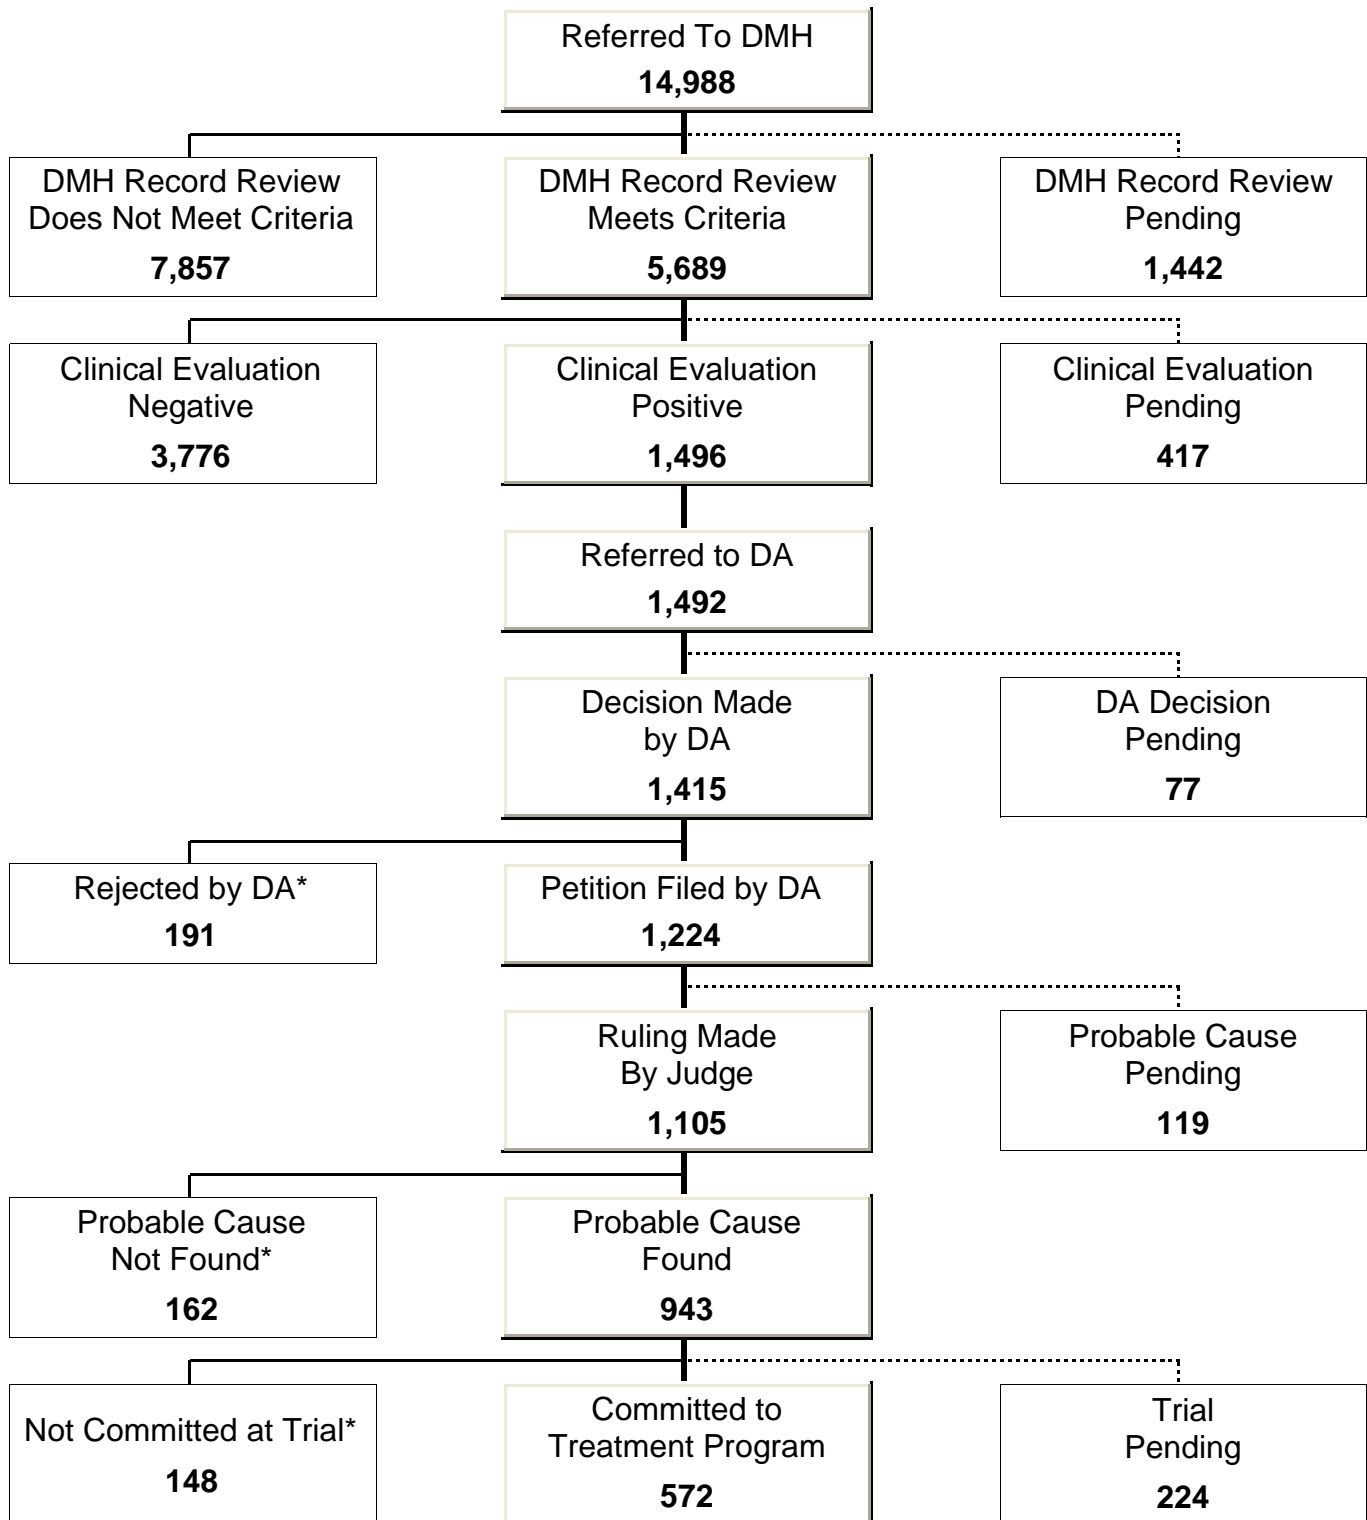 Referred To DMH
14,988
DMH Record Review
Does Not Meet Criteria
7,857
DMH Record Review
Meets Criteria
5,689
DMH Record Review
Pending
1,442
Clinical Evaluation
Negative
3,776
Clinical Evaluation
Positive
1,496
Clinical Evaluation
Pending
417
Referred to DA
1,492
Decision Made
by DA
1,415
DA Decision
Pending
77
Rejected by DA*
191
Petition Filed by DA
1,224
Ruling Made
By Judge
1,105
Probable Cause
Pending
119
Probable Cause
Not Found*
162
Probable Cause
Found
943
Not Committed at Trial*
148
Committed to
Treatment Program
572
Trial
Pending
224